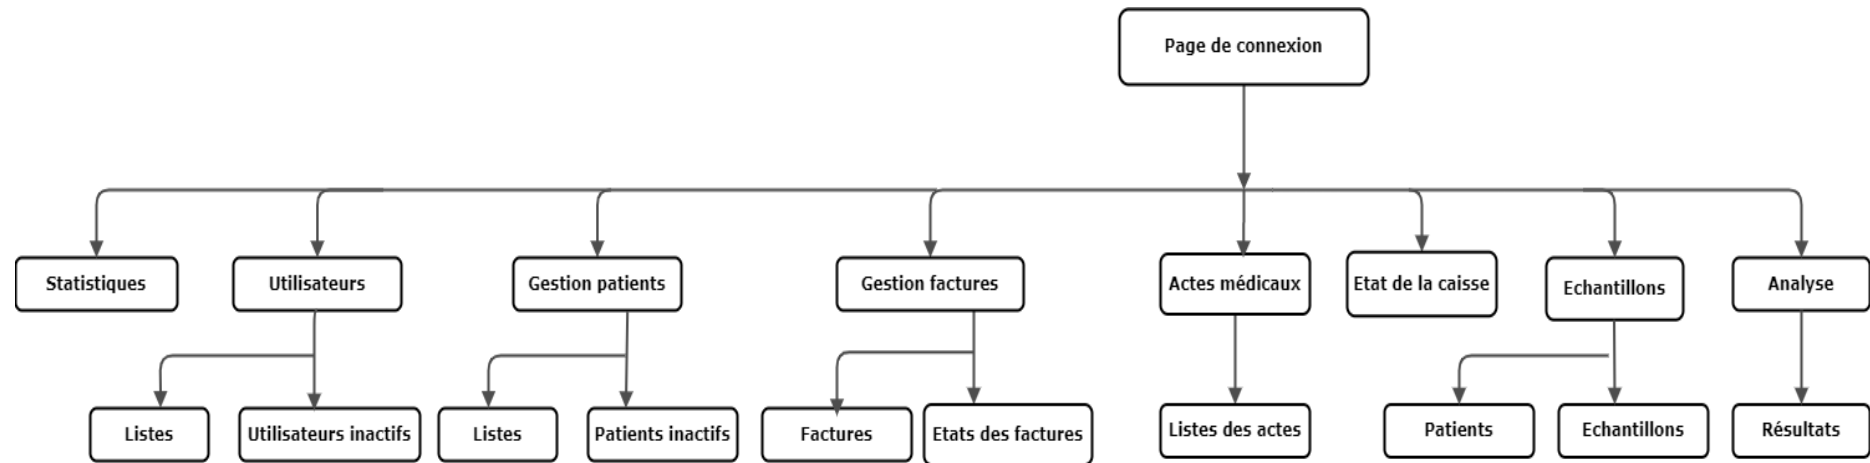 Page de connexion
Statistiques
Utilisateurs
Gestion patients
Gestion factures
Actes médicaux
Etat de la caisse
Echantillons
Analyse
Listes
Utilisateurs inactifs
Listes
Patients inactifs
Factures
Etats des factures
Listes des actes
Patients
Echantillons
Résultats